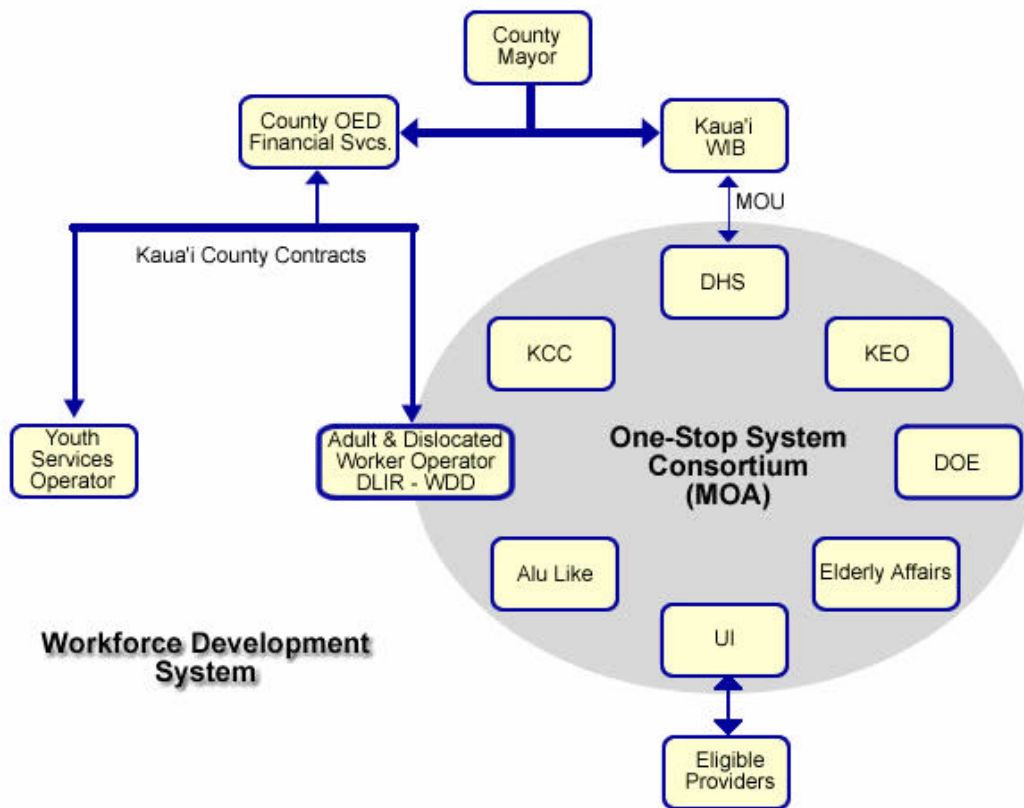 County
Mayor
County OED
Financial Svcs.
Kaua'i
WIB
MOU
Kaua'i County Contracts
DHS
KCC
KEO
Youth
Services
Operator
Adult & Dislocated
Worker Operator
DLIR - WDD
One-Stop System
Consortium
(MOA)
DOE
Alu Like
Elderly Affairs
UI
Workforce Development
System
Eligible
Providers